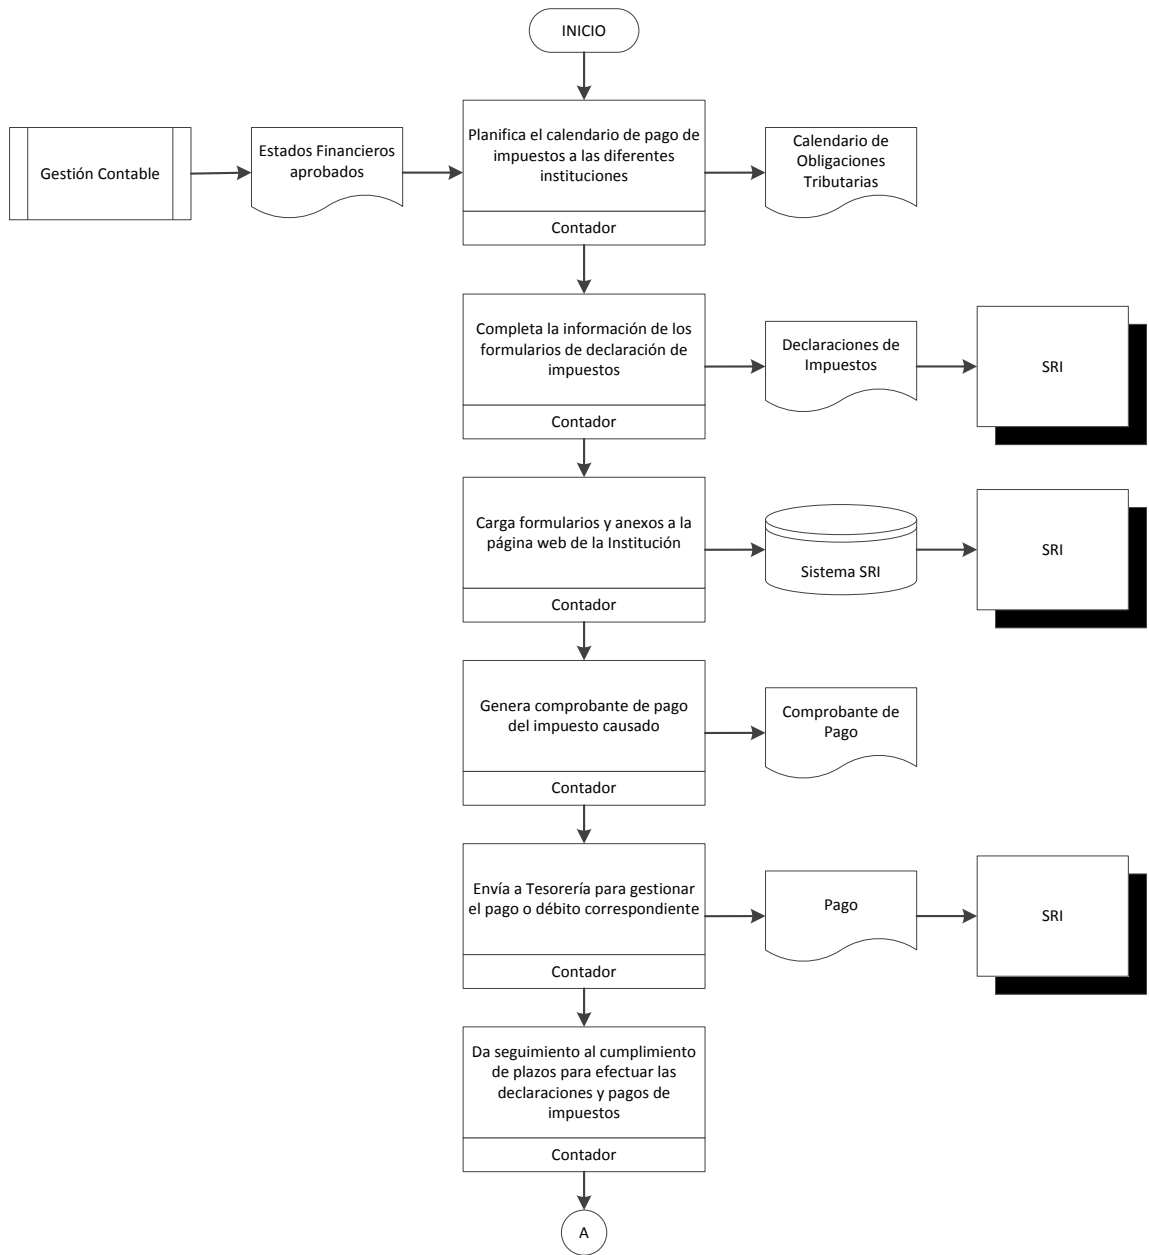 INICIO
Gestión Contable
Estados Financieros
aprobados
Planifica el calendario de pago de
impuestos a las diferentes
instituciones
Contador
Calendario de
Obligaciones
Tributarias
Completa la información de los
formularios de declaración de
impuestos
Contador
Declaraciones de
Impuestos
SRI
Carga formularios y anexos a la
página web de la Institución
Contador
Sistema SRI
SRI
Genera comprobante de pago
del impuesto causado
Contador
Comprobante de
Pago
Envía a Tesorería para gestionar
el pago o débito correspondiente
Contador
Pago
SRI
Da seguimiento al cumplimiento
de plazos para efectuar las
declaraciones y pagos de
impuestos
Contador
A